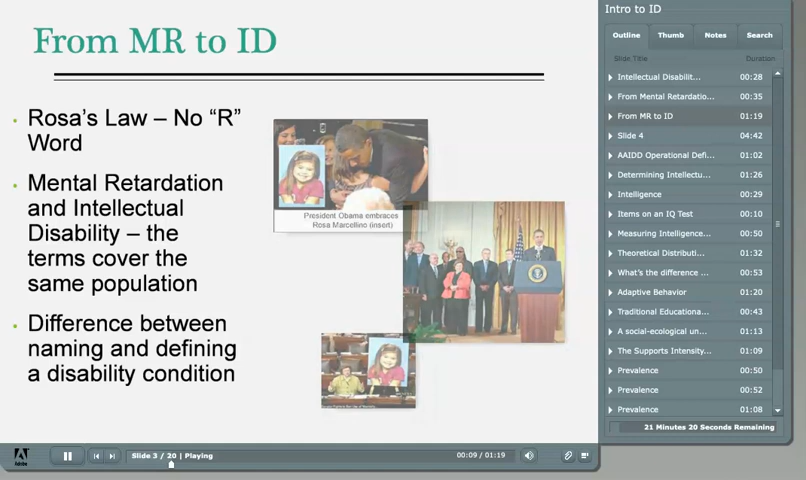 From MR to ID
Rosa's Law – No "R"
Word
Mental Retardation
and Intellectual
Disability – the
terms cover the
same population
Difference between
naming and defining
a disability condition
President Obama embraces
Rosa Marcellino (insert)
Intro to ID
Outline Thumb Notes Search
Slide Title Duration
Intellectual Disabilit... 00:28
From Mental Retardatio... 00:35
From MR to ID 01:19
Slide 4 04:42
AAIDD Operational Defi... 01:02
Determining Intellectu... 01:26
Intelligence 00:29
Items on an IQ Test 00:10
Measuring Intelligence... 00:50
Theoretical Distributi... 01:32
What's the difference ... 00:53
Adaptive Behavior 01:20
Traditional Educationa... 00:43
A social-ecological un... 01:13
The Supports Intensity... 01:09
Prevalence 00:50
Prevalence 00:52
Prevalence 01:08
21 Minutes 20 Seconds Remaining
Adobe
Slide 3 / 20 | Playing
00:09 / 01:19